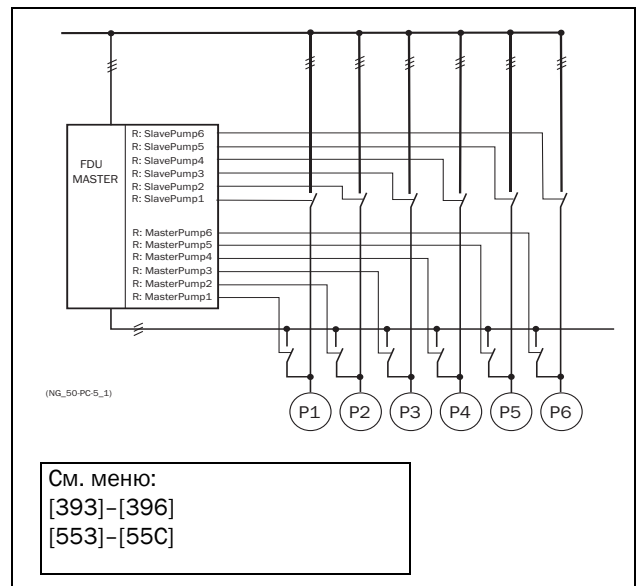 FDU
MASTER
R: SlavePump6
R: SlavePump5
R: SlavePump4
R: SlavePump3
R: SlavePump2
R: SlavePump1
R: MasterPump6
R: MasterPump5
R: MasterPump4
R: MasterPump3
R: MasterPump2
R: MasterPump1
(NG_50-PC-5_1)
P1 P2 P3 P4 P5 P6
См. меню:
[393]–[396]
[553]–[55C]